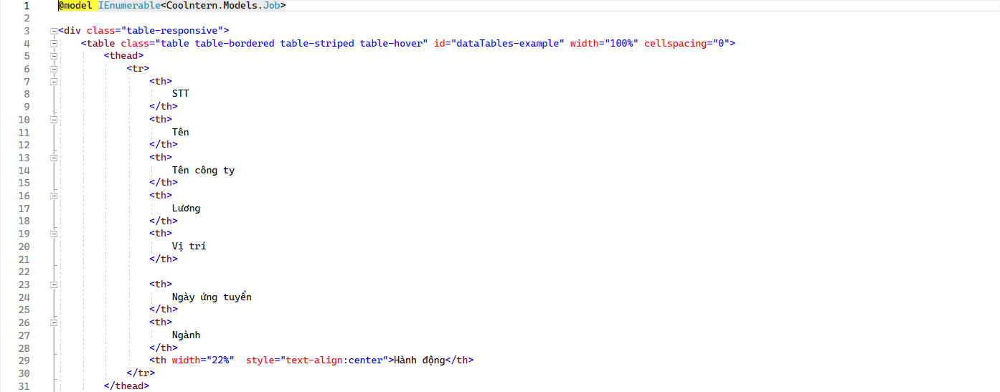 1 @model IEnumerable<Coolntern.Models.Job>
2
3 <div class="table-responsive">
4 <table class="table table-bordered table-striped table-hover" id="dataTables-example" width="100%" cellspacing="0">
5 <thead>
6 <tr>
7 <th>
8 STT
9 </th>
10 <th>
11 Tên
12 </th>
13 <th>
14 Tên công ty
15 </th>
16 <th>
17 Lương
18 </th>
19 <th>
20 Vị trí
21 </th>
22
23 <th>
24 Ngày ứng tuyển
25 </th>
26 <th>
27 Ngành
28 </th>
29 <th width="22%"  style="text-align:center">Hành động</th>
30 </tr>
31 </thead>